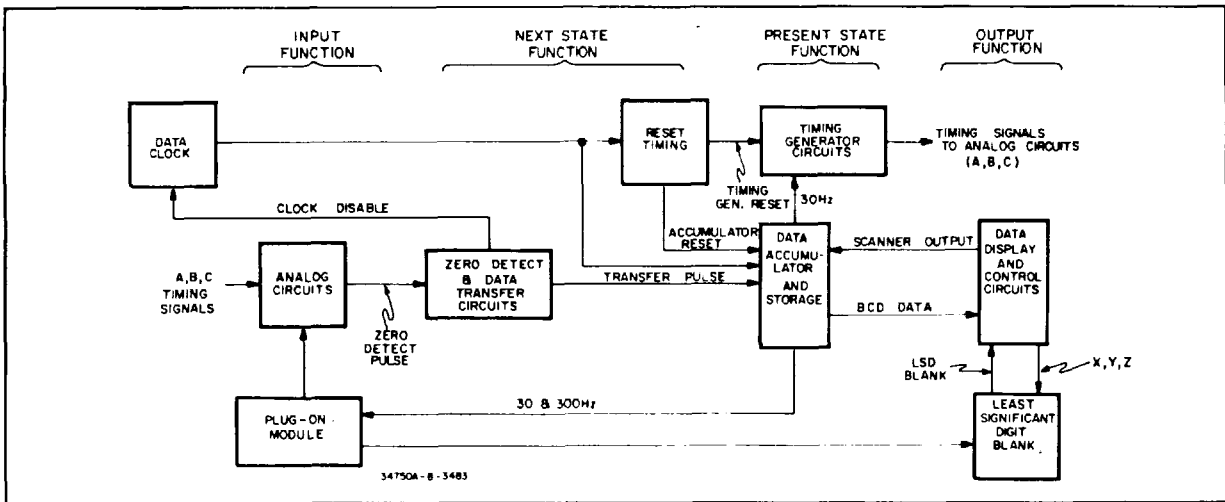 INPUT
FUNCTION
NEXT STATE
FUNCTION
PRESENT STATE
FUNCTION
OUTPUT
FUNCTION
DATA
CLOCK
RESET
TIMING
TIMING
GENERATOR
CIRCUITS
TIMING SIGNALS
TO ANALOG CIRCUITS
(A,B,C)
TIMING
GEN. RESET
30Hz
CLOCK DISABLE
ACCUMULATOR
RESET
DATA
ACCUMU-
LATOR
AND
STORAGE
SCANNER OUTPUT
DATA
DISPLAY
AND
CONTROL
CIRCUITS
A,B,C
TIMING
SIGNALS
ANALOG
CIRCUITS
ZERO DETECT
& DATA
TRANSFER
CIRCUITS
TRANSFER PULSE
BCD DATA
ZERO
DETECT
PULSE
LSD
BLANK
X,Y,Z
30 & 300Hz
PLUG-ON
MODULE
LEAST
SIGNIFICANT
DIGIT
BLANK
34750A-B-3483